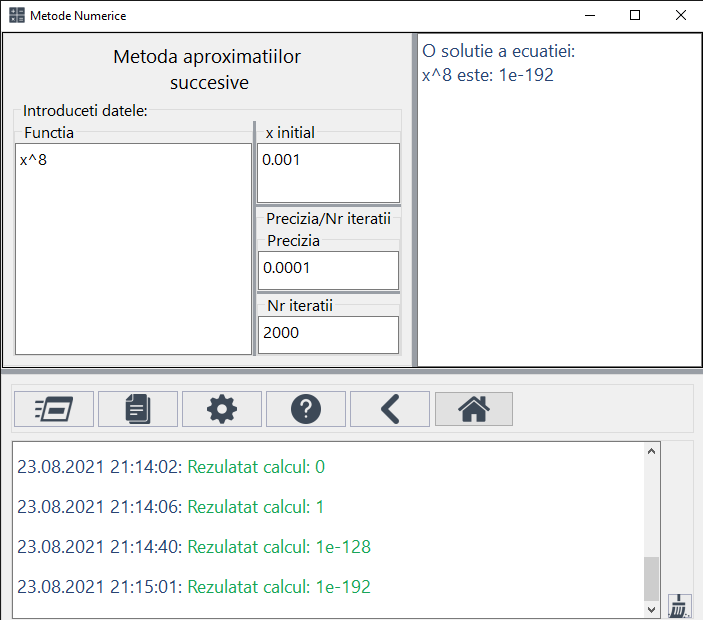 Metode Numerice
Metoda aproximatiilor
succesive
Introduceti datele:
Functia
x^8
x initial
0.001
Precizia/Nr iteratii
Precizia
0.0001
Nr iteratii
2000
O solutie a ecuatiei:
x^8 este: 1e-192
23.08.2021 21:14:02: Rezulatat calcul: 0
23.08.2021 21:14:06: Rezulatat calcul: 1
23.08.2021 21:14:40: Rezulatat calcul: 1e-128
23.08.2021 21:15:01: Rezulatat calcul: 1e-192